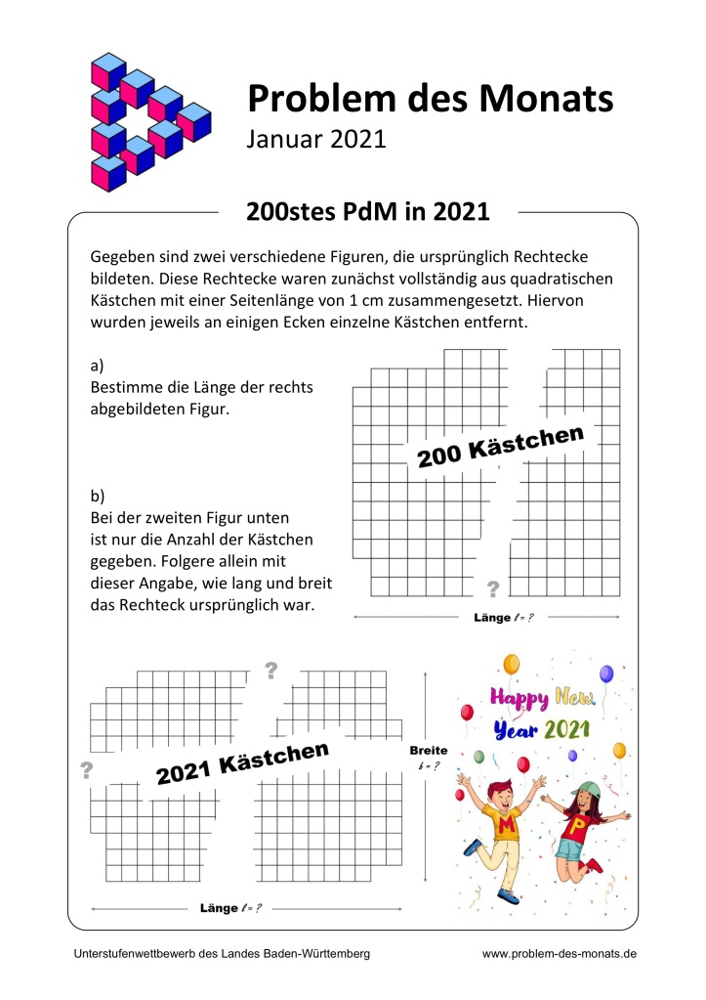 Problem des Monats
Januar 2021
200stes PdM in 2021
Gegeben sind zwei verschiedene Figuren, die ursprünglich Rechtecke
bildeten. Diese Rechtecke waren zunächst vollständig aus quadratischen
Kästchen mit einer Seitenlänge von 1 cm zusammengesetzt. Hiervon
wurden jeweils an einigen Ecken einzelne Kästchen entfernt.
a)
Bestimme die Länge der rechts
abgebildeten Figur.
200 Kästchen
?
Länge l = ?
b)
Bei der zweiten Figur unten
ist nur die Anzahl der Kästchen
gegeben. Folgere allein mit
dieser Angabe, wie lang und breit
das Rechteck ursprünglich war.
?
?
2021 Kästchen
Breite
b = ?
Länge l = ?
Happy New
Year 2021
M
P
Unterstufenwettbewerb des Landes Baden-Württemberg
www.problem-des-monats.de